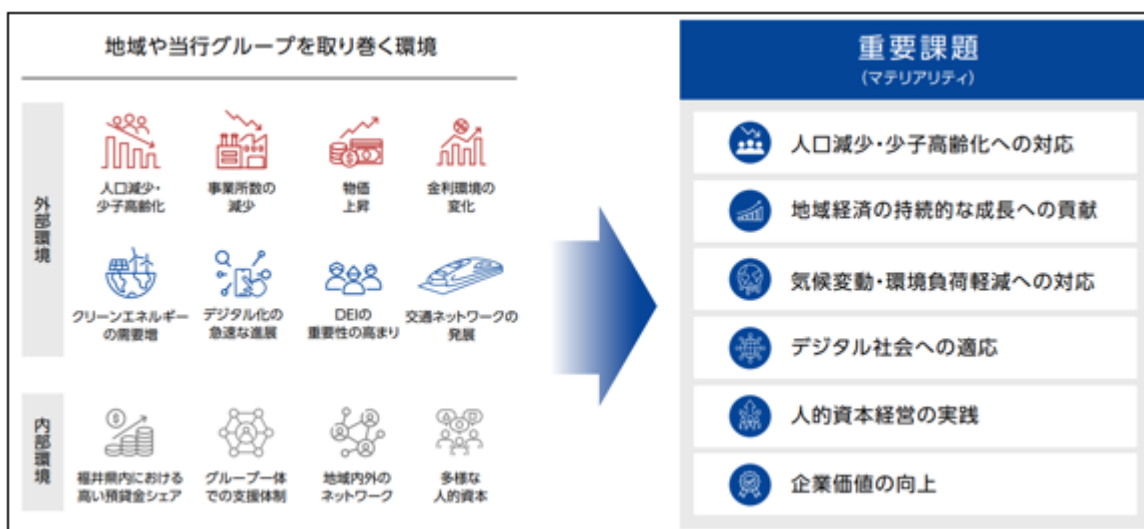 地域や当行グループを取り巻く環境
外部環境
人口減少・
少子高齢化
事業所数の
減少
物価
上昇
金利環境の
変化
クリーンエネルギー
の需要増
デジタル化の
急速な進展
DEIの
重要性の高まり
交通ネットワークの
発展
内部環境
福井県内における
高い預貸金シェア
グループ一体
での支援体制
地域内外の
ネットワーク
多様な
人的資本
重要課題
(マテリアリティ)
人口減少・少子高齢化への対応
地域経済の持続的な成長への貢献
気候変動・環境負荷軽減への対応
デジタル社会への適応
人的資本経営の実践
企業価値の向上